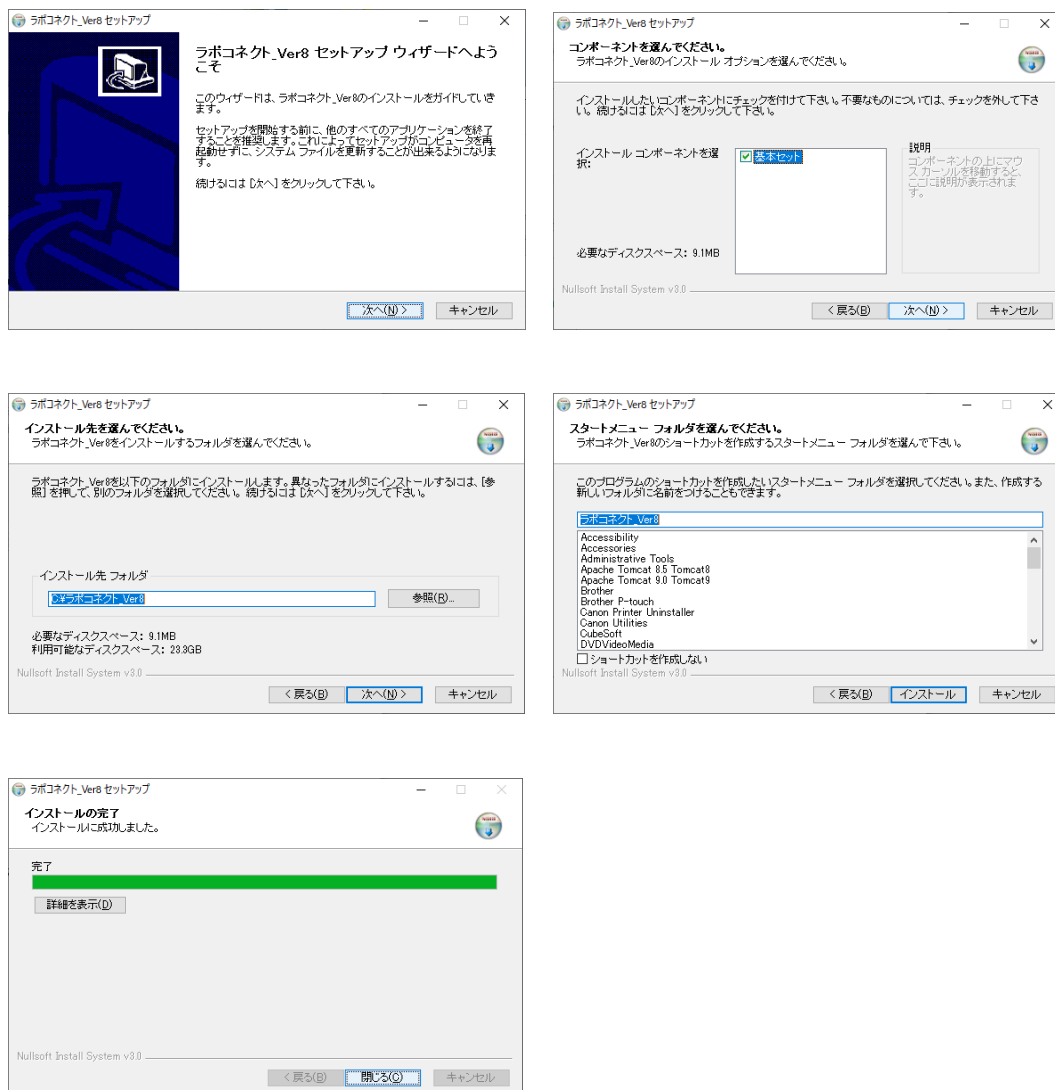 ラボコネクト_Ver8 セットアップ
ラボコネクト_Ver8 セットアップ ウィザードへよう
こそ
このウィザードは、ラボコネクト_Ver8のインストールをガイドしていき
ます。
セットアップを開始する前に、他のすべてのアプリケーションを終了
することを推奨します。これによってセットアップがコンピュータを再
起動せずに、システム ファイルを更新することが出来るようになりま
す。
続けるには [次へ] をクリックして下さい。
次へ(N) >
キャンセル
ラボコネクト_Ver8 セットアップ
コンポーネントを選んでください。
ラボコネクト_Ver8のインストール オプションを選んでください。
インストールしたいコンポーネントにチェックを付けて下さい。不要なものについては、チェックを外して下さ
い。 続けるには [次へ] をクリックして下さい。
インストール コンポーネントを選
択:
基本セット
説明
コンポーネントの上にマウ
ス カーソルを移動すると、
ここに説明が表示されま
す。
必要なディスクスペース: 9.1MB
Nullsoft Install System v3.0
< 戻る(B)
次へ(N) >
キャンセル
ラボコネクト_Ver8 セットアップ
インストール先を選んでください。
ラボコネクト_Ver8をインストールするフォルダを選んでください。
ラボコネクト_Ver8を以下のフォルダにインストールします。異なったフォルダにインストールするには、[参
照] を押して、別のフォルダを選択してください。 続けるには [次へ] をクリックして下さい。
インストール先 フォルダ
C:¥ラボコネクト_Ver8
参照(R)...
必要なディスクスペース: 9.1MB
利用可能なディスクスペース: 23.3GB
Nullsoft Install System v3.0
< 戻る(B)
次へ(N) >
キャンセル
ラボコネクト_Ver8 セットアップ
スタートメニュー フォルダを選んでください。
ラボコネクト_Ver8のショートカットを作成するスタートメニュー フォルダを選んで下さい。
このプログラムのショートカットを作成したいスタートメニュー フォルダを選択してください。また、作成する
新しいフォルダに名前をつけることもできます。
ラボコネクト_Ver8
Accessibility
Accessories
Administrative Tools
Apache Tomcat 8.5 Tomcat8
Apache Tomcat 9.0 Tomcat9
Brother
Brother P-touch
Canon Printer Uninstaller
Canon Utilities
CubeSoft
DVDVideoMedia
ショートカットを作成しない
Nullsoft Install System v3.0
< 戻る(B)
インストール
キャンセル
ラボコネクト_Ver8 セットアップ
インストールの完了
インストールに成功しました。
完了
詳細を表示(D)
Nullsoft Install System v3.0
< 戻る(B)
閉じる(C)
キャンセル